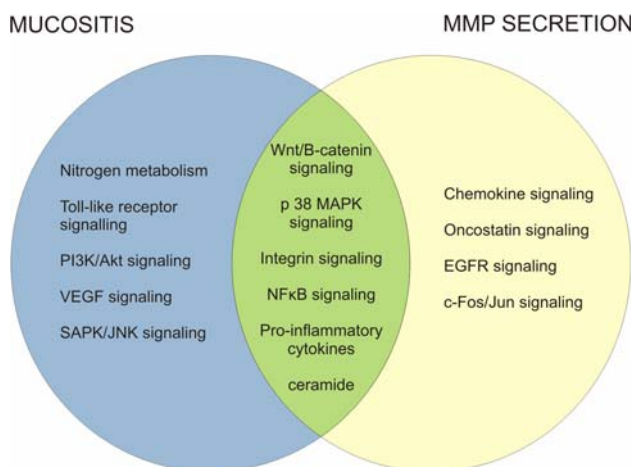 MUCOSITIS
MMP SECRETION
Nitrogen metabolism
Toll-like receptor
signalling
PI3K/Akt signaling
VEGF signaling
SAPK/JNK signaling
Wnt/B-catenin
signaling
p 38 MAPK
signaling
Integrin signaling
NFκB signaling
Pro-inflammatory
cytokines
ceramide
Chemokine signaling
Oncostatin signaling
EGFR signaling
c-Fos/Jun signaling